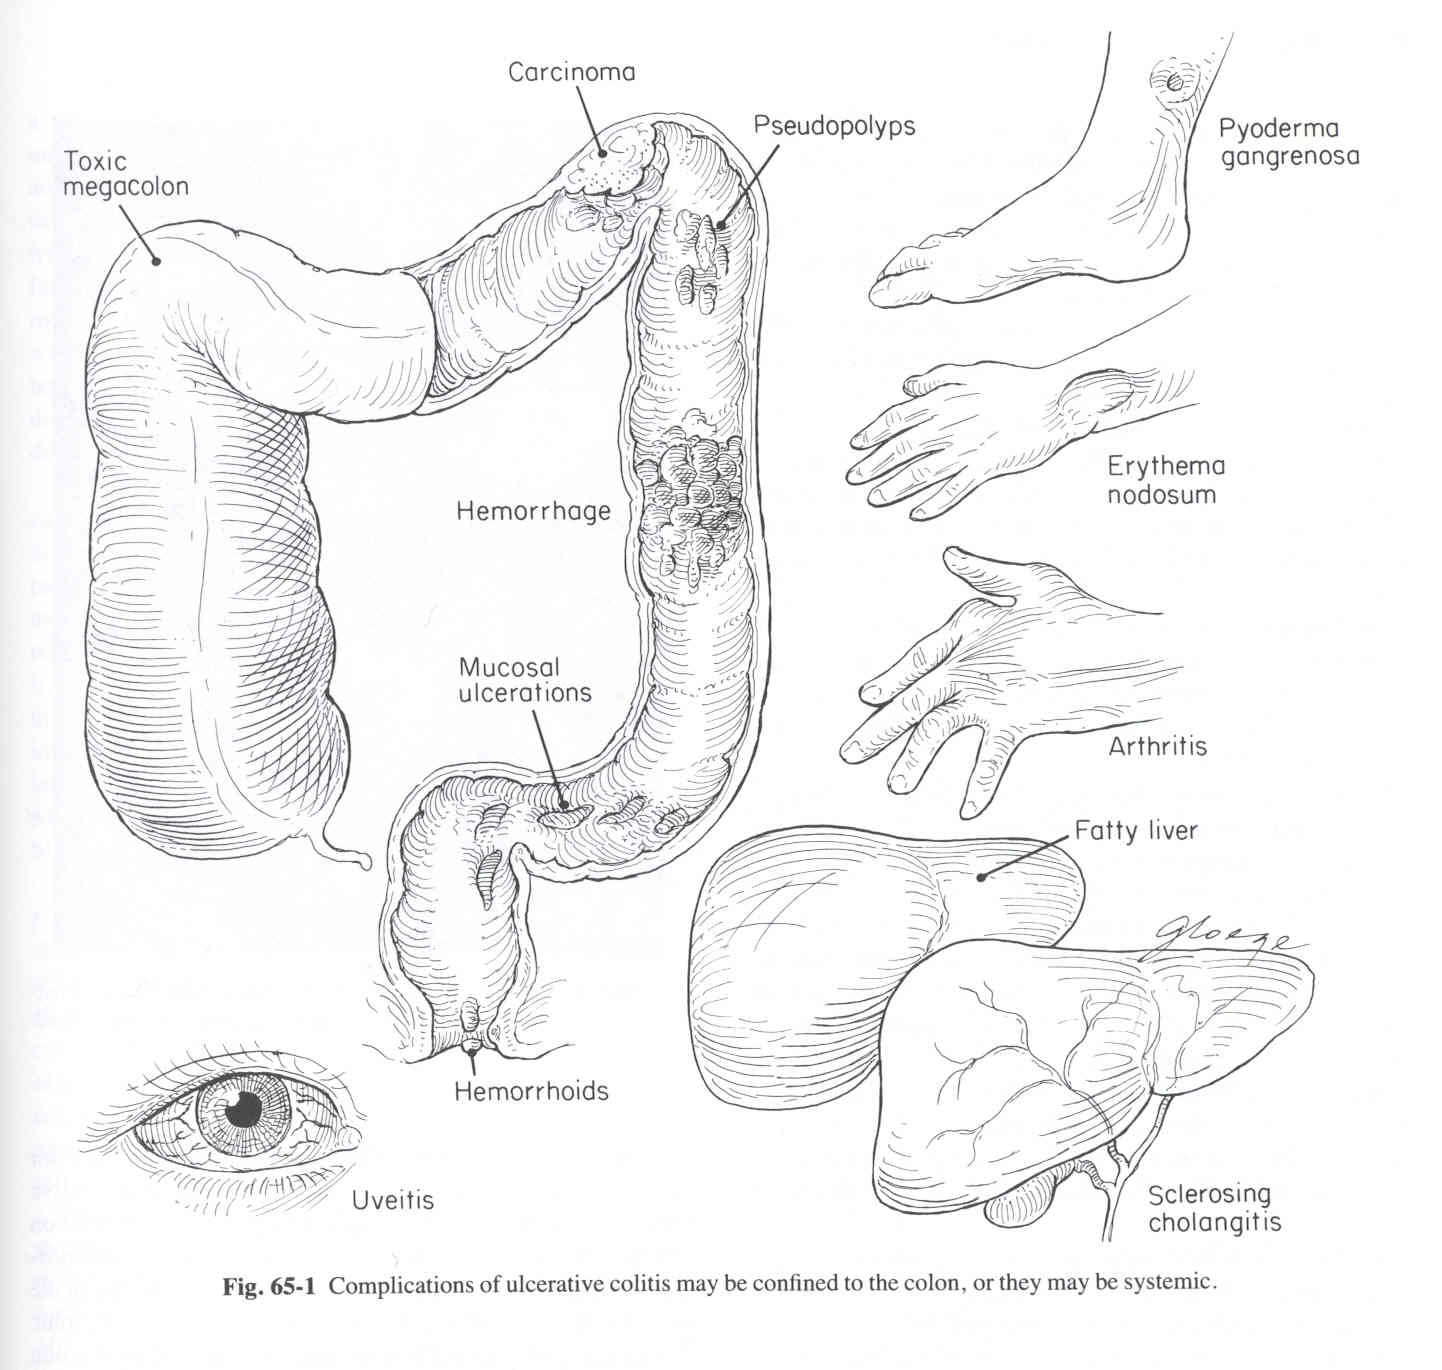 Carcinoma
Pseudopolyps
Pyoderma
gangrenosa
Toxic
megacolon
Erythema
nodosum
Hemorrhage
Mucosal
ulcerations
Arthritis
Fatty liver
Gloege
Hemorrhoids
Uveitis
Sclerosing
cholangitis
Fig. 65-1 Complications of ulcerative colitis may be confined to the colon, or they may be systemic.